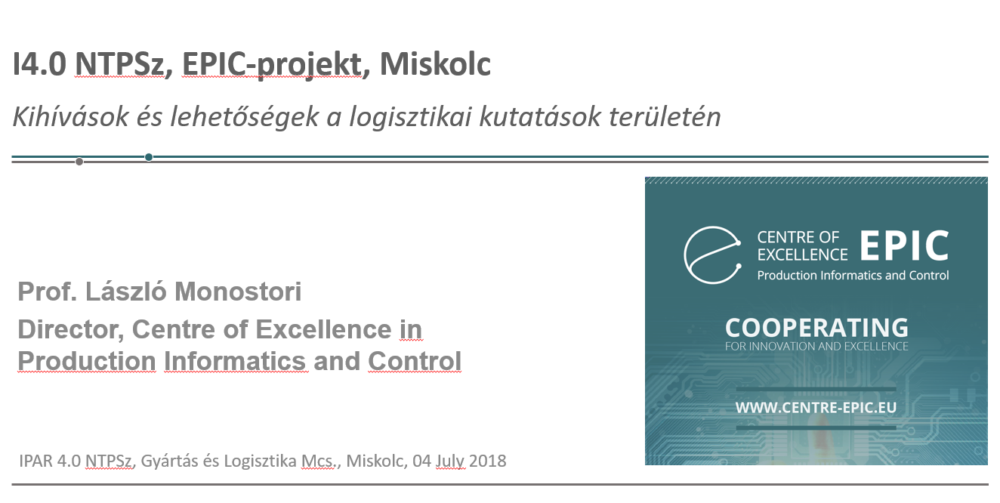 I4.0 NTPSz, EPIC-projekt, Miskolc
Kihívások és lehetőségek a logisztikai kutatások területén
CENTRE OF
EXCELLENCE EPIC
Production Informatics and Control
COOPERATING
FOR INNOVATION AND EXCELLENCE
WWW.CENTRE-EPIC.EU
Prof. László Monostori
Director, Centre of Excellence in
Production Informatics and Control
IPAR 4.0 NTPSz, Gyártás és Logisztika Mcs., Miskolc, 04 July 2018